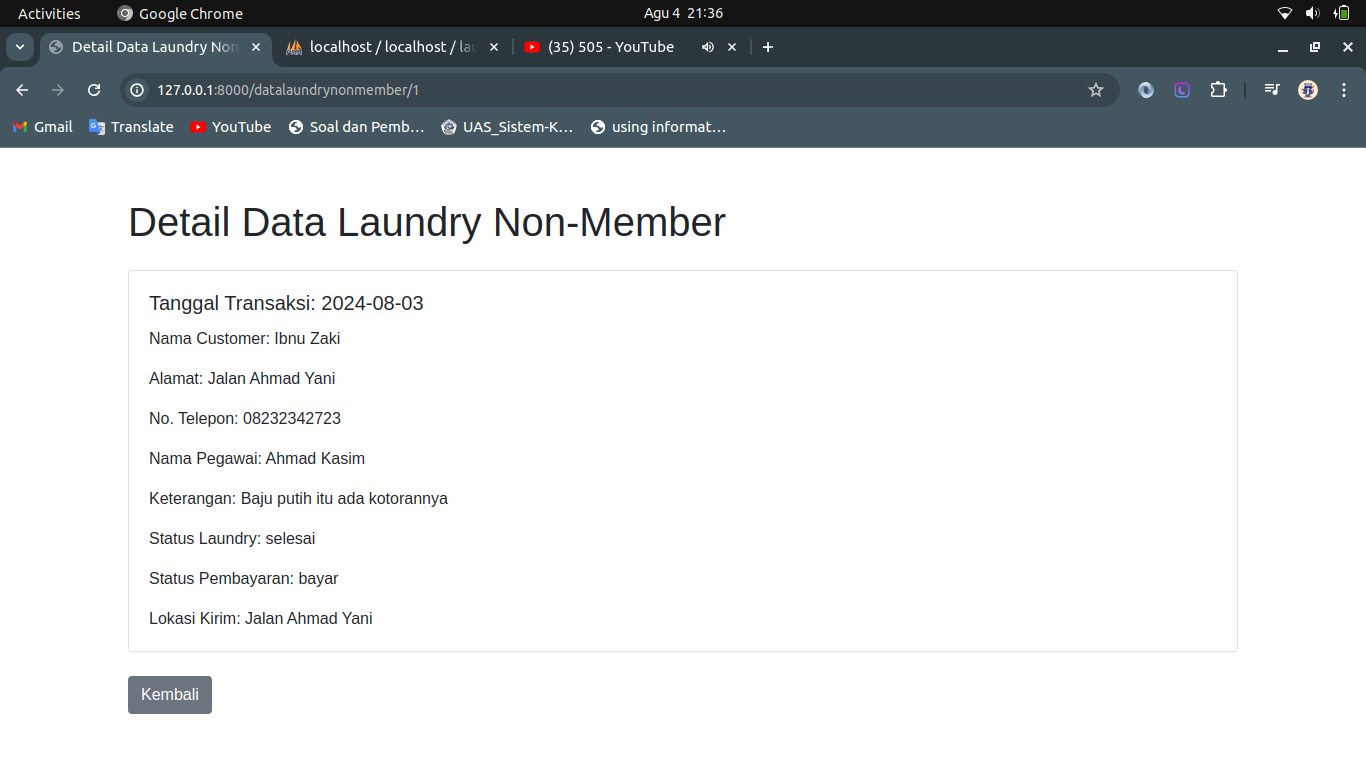 Activities Google Chrome Agu 4 21:36
Detail Data Laundry Non localhost / localhost / lau (35) 505 - YouTube
127.0.0.1:8000/datalaundrynonmember/1
Gmail Translate YouTube Soal dan Pemb... UAS_Sistem-K... using informat...
Detail Data Laundry Non-Member
Tanggal Transaksi: 2024-08-03
Nama Customer: Ibnu Zaki
Alamat: Jalan Ahmad Yani
No. Telepon: 08232342723
Nama Pegawai: Ahmad Kasim
Keterangan: Baju putih itu ada kotorannya
Status Laundry: selesai
Status Pembayaran: bayar
Lokasi Kirim: Jalan Ahmad Yani
Kembali